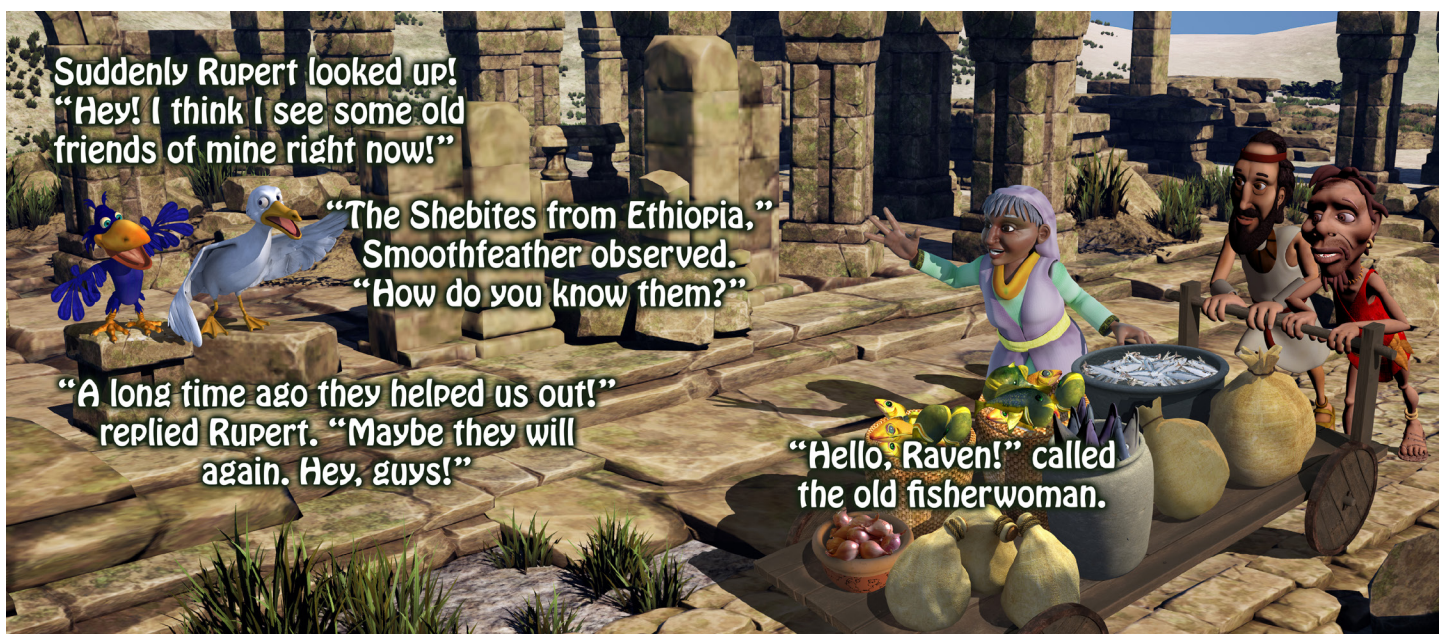 Suddenly Rupert looked up!
“Hey! I think I see some old
friends of mine right now!”
“The Shebites from Ethiopia,”
Smoothfeather observed.
“How do you know them?”
“A long time ago they helped us out!”
replied Rupert. “Maybe they will
again. Hey, guys!”
“Hello, Raven!” called
the old fisherwoman.